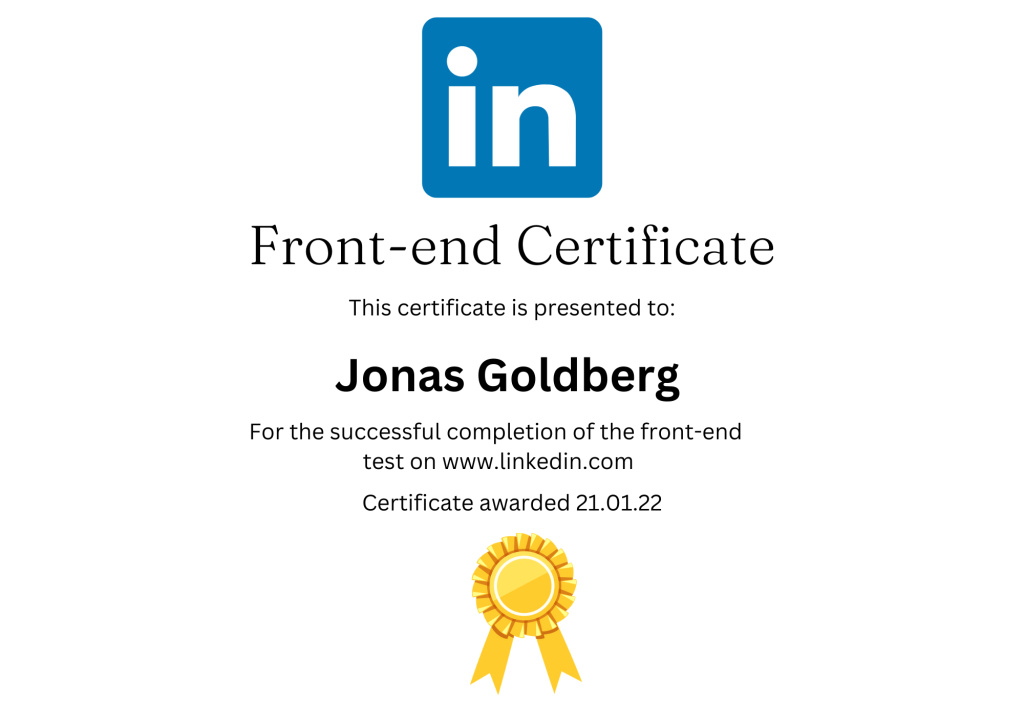 in
Front-end Certificate
This certificate is presented to:
Jonas Goldberg
For the successful completion of the front-end
test on www.linkedin.com
Certificate awarded 21.01.22